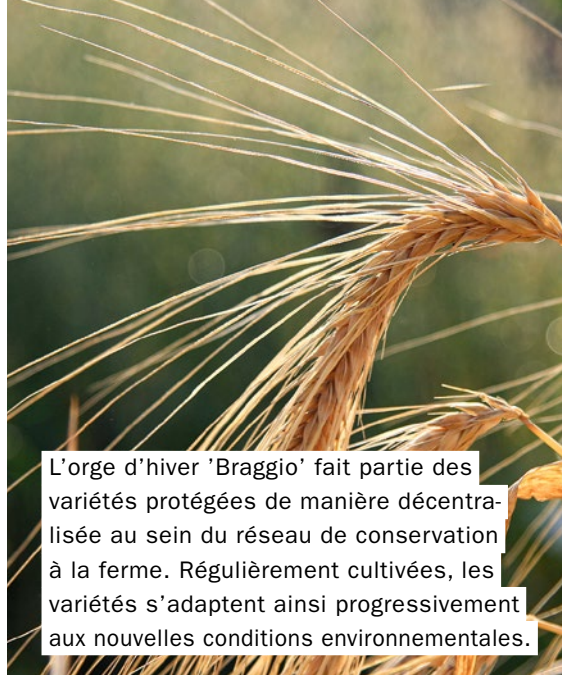 L’orge d’hiver ’Braggio’ fait partie des
variétés protégées de manière décentra-
lisée au sein du réseau de conservation
à la ferme. Régulièrement cultivées, les
variétés s’adaptent ainsi progressivement
aux nouvelles conditions environnementales.